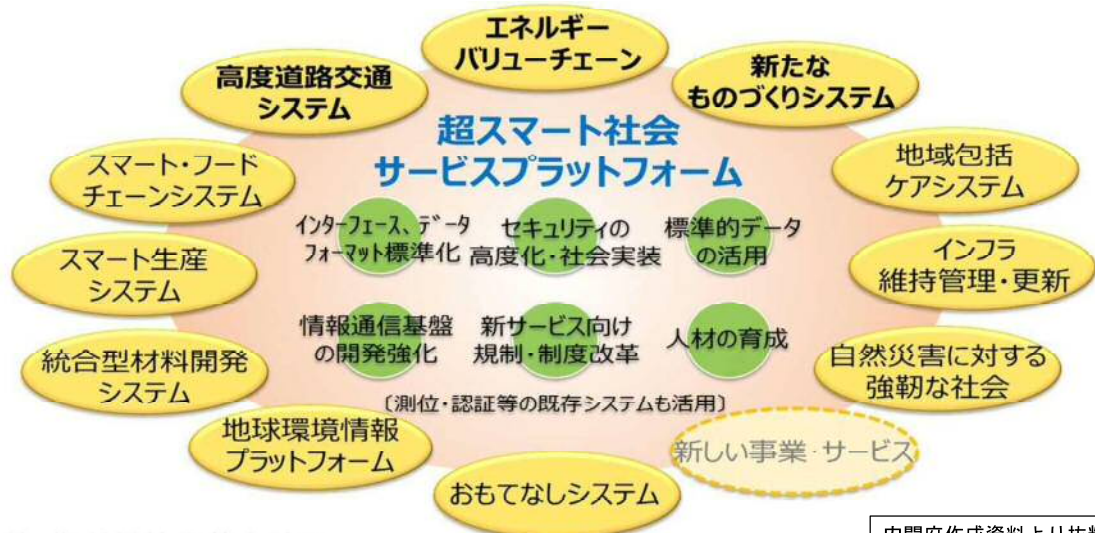 エネルギー
バリューチェーン
高度道路交通
システム
新たな
ものづくりシステム
超スマート社会
サービスプラットフォーム
スマート・フード
チェーンシステム
地域包括
ケアシステム
インターフェース、データ
フォーマット標準化
セキュリティの
高度化・社会実装
標準的データ
の活用
スマート生産
システム
インフラ
維持管理・更新
情報通信基盤
の開発強化
新サービス向け
規制・制度改革
人材の育成
統合型材料開発
システム
自然災害に対する
強靭な社会
〔測位・認証等の既存システムも活用〕
地球環境情報
プラットフォーム
新しい事業・サービス
おもてなしシステム